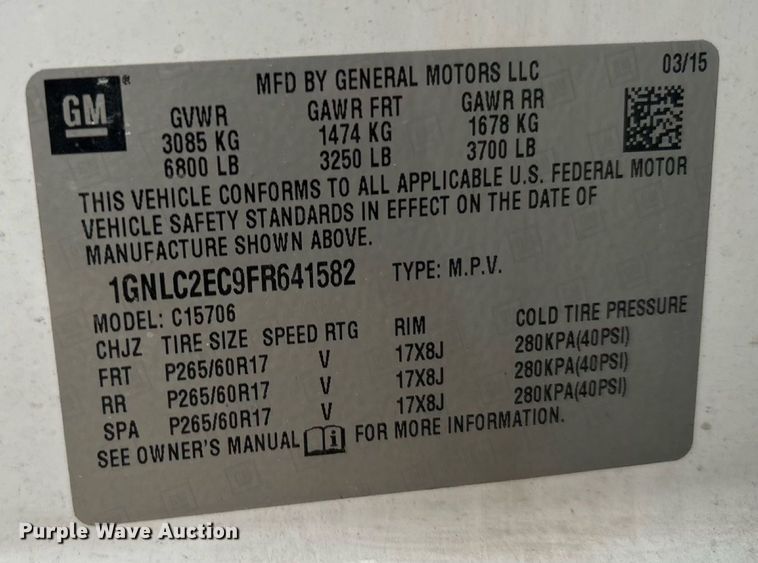 GM®
MFD BY GENERAL MOTORS LLC 03/15
GVWR GAWR FRT GAWR RR
3085 KG 1474 KG 1678 KG
6800 LB 3250 LB 3700 LB
THIS VEHICLE CONFORMS TO ALL APPLICABLE U.S. FEDERAL MOTOR
VEHICLE SAFETY STANDARDS IN EFFECT ON THE DATE OF
MANUFACTURE SHOWN ABOVE.
1GNLC2EC9FR641582 TYPE: M.P.V.
MODEL: C15706
CHJZ TIRE SIZE SPEED RTG RIM COLD TIRE PRESSURE
FRT P265/60R17 V 17X8J 280KPA(40PSI)
RR P265/60R17 V 17X8J 280KPA(40PSI)
SPA P265/60R17 V 17X8J 280KPA(40PSI)
SEE OWNER'S MANUAL i FOR MORE INFORMATION.
Purple Wave Auction